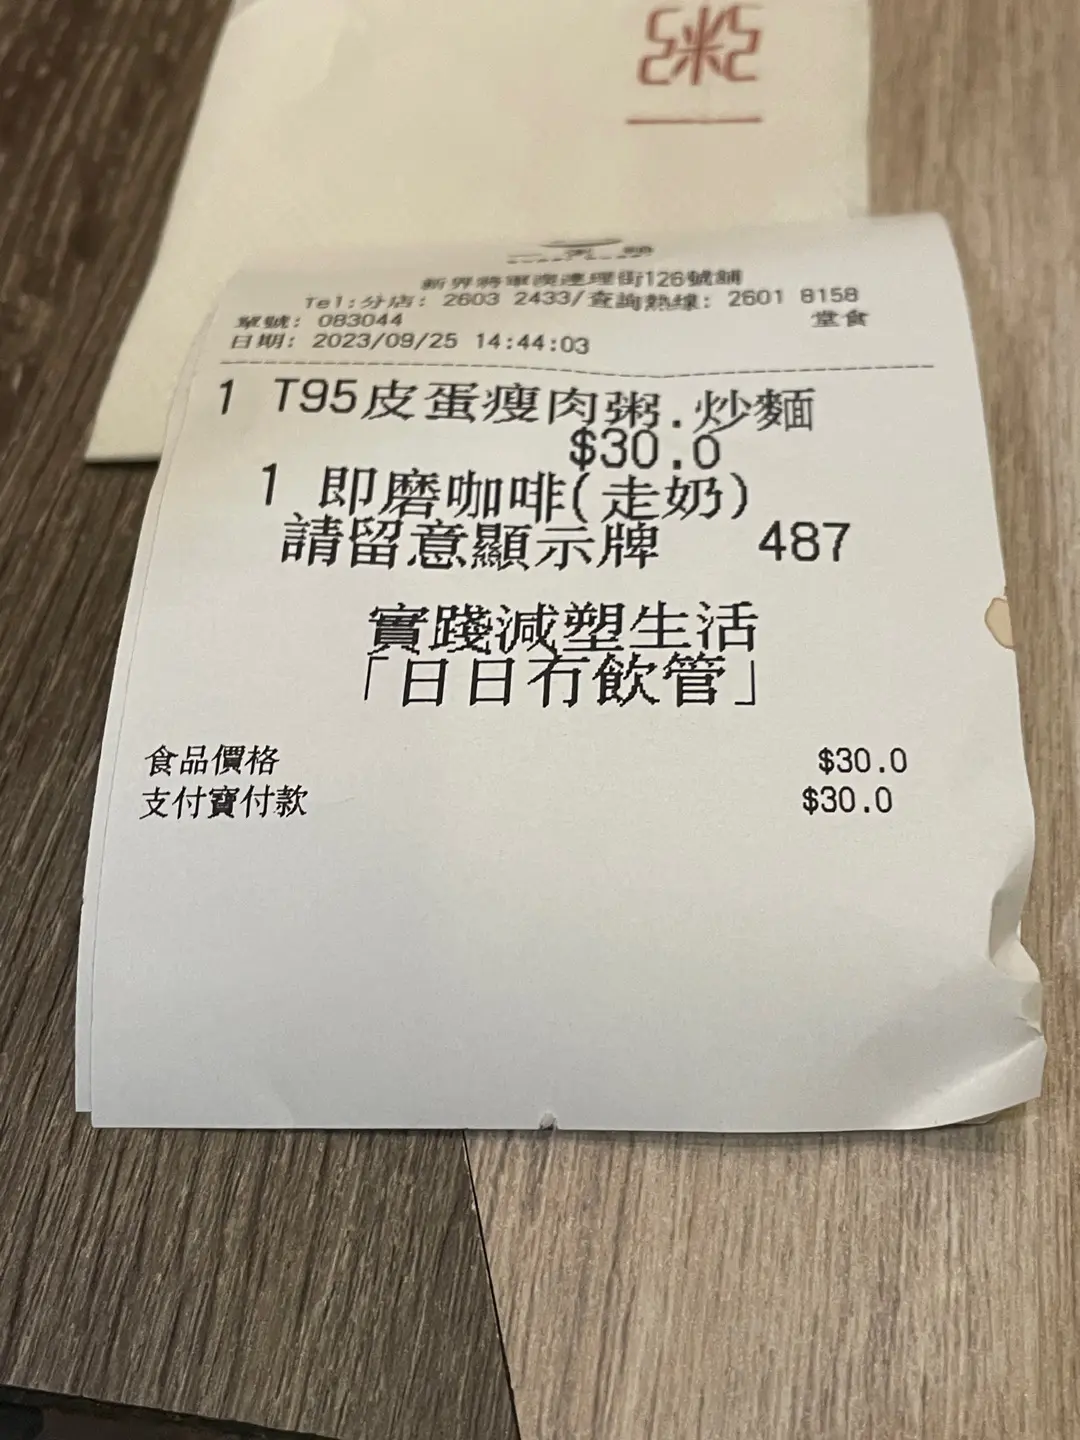 粥
新界將軍澳連理街126號舖
Tel:分店: 2603 2433/查詢熱線: 2601 8158
單號: 083044 堂食
日期: 2023/09/25 14:44:03
1 T95皮蛋瘦肉粥.炒麵
$30.0
1 即磨咖啡(走奶)
請留意顯示牌 487
實踐減塑生活
「日日冇飲管」
食品價格 $30.0
支付寶付款 $30.0